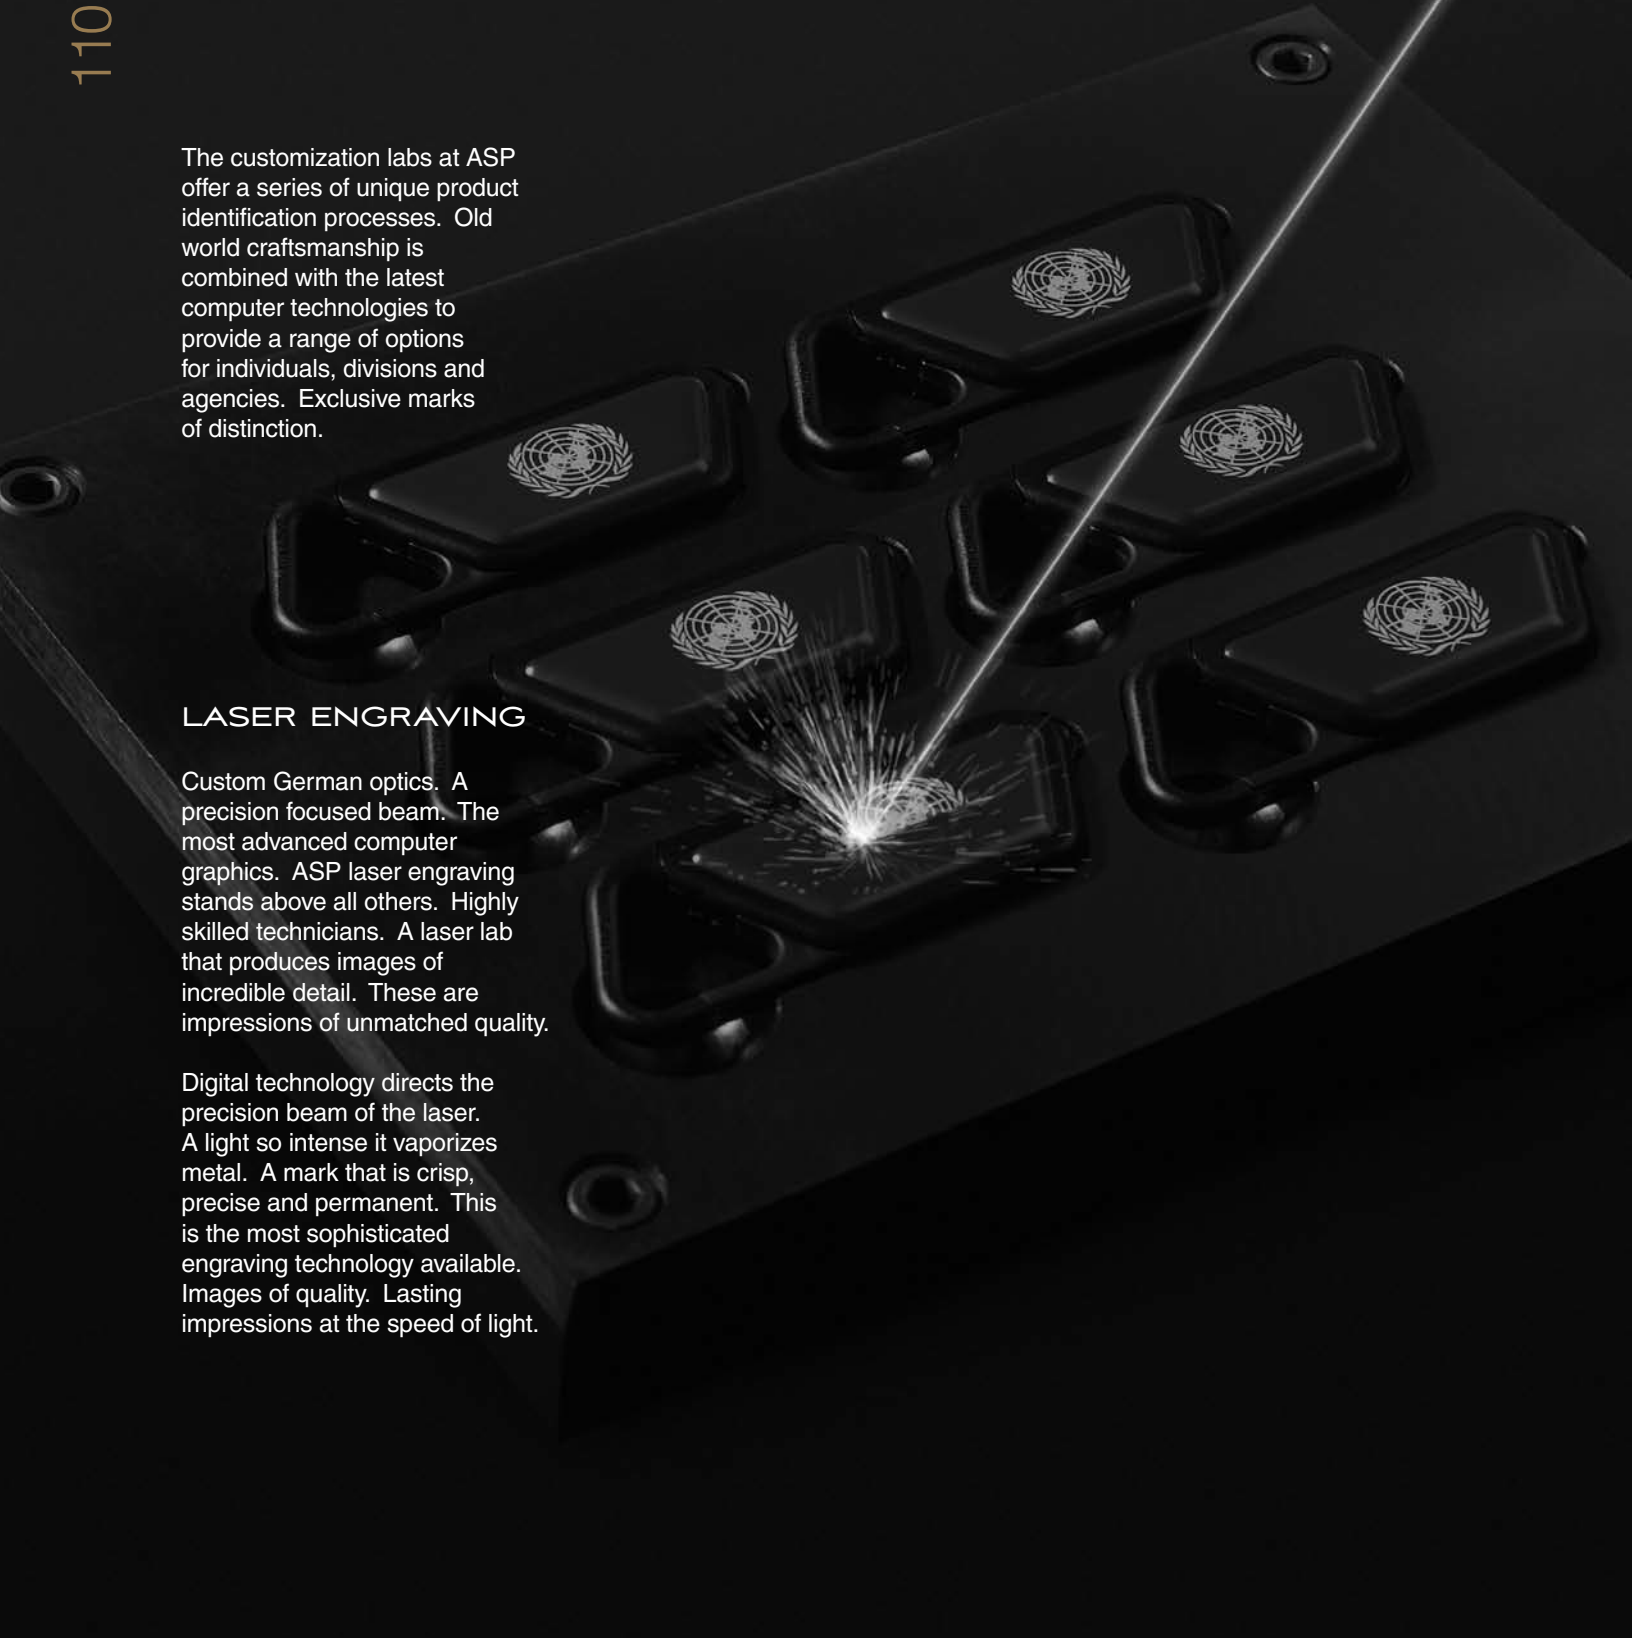 110
The customization labs at ASP
offer a series of unique product
identification processes.  Old
world craftsmanship is
combined with the latest
computer technologies to
provide a range of options
for individuals, divisions and
agencies.  Exclusive marks
of distinction.
LASER ENGRAVING
Custom German optics.  A
precision focused beam.  The
most advanced computer
graphics.  ASP laser engraving
stands above all others.  Highly
skilled technicians.  A laser lab
that produces images of
incredible detail.  These are
impressions of unmatched quality.
Digital technology directs the
precision beam of the laser.
A light so intense it vaporizes
metal.  A mark that is crisp,
precise and permanent.  This
is the most sophisticated
engraving technology available.
Images of quality.  Lasting
impressions at the speed of light.